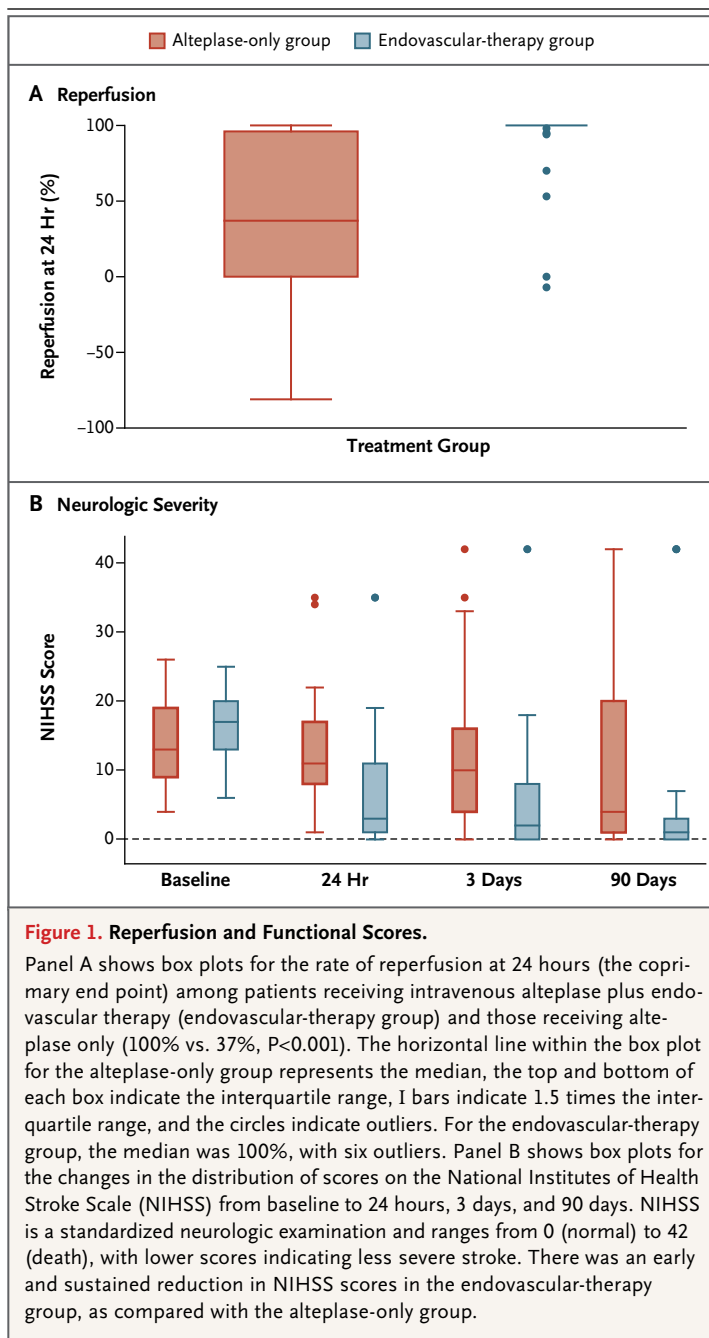 Alteplase-only group Endovascular-therapy group
A Reperfusion
Reperfusion at 24 Hr (%)
100
50
0
−50
−100
Treatment Group
B Neurologic Severity
NIHSS Score
40
30
20
10
0
Baseline 24 Hr 3 Days 90 Days
Figure 1. Reperfusion and Functional Scores.
Panel A shows box plots for the rate of reperfusion at 24 hours (the copri-
mary end point) among patients receiving intravenous alteplase plus endo-
vascular therapy (endovascular-therapy group) and those receiving alte-
plase only (100% vs. 37%, P<0.001). The horizontal line within the box plot
for the alteplase-only group represents the median, the top and bottom of
each box indicate the interquartile range, I bars indicate 1.5 times the inter-
quartile range, and the circles indicate outliers. For the endovascular-therapy
group, the median was 100%, with six outliers. Panel B shows box plots for
the changes in the distribution of scores on the National Institutes of Health
Stroke Scale (NIHSS) from baseline to 24 hours, 3 days, and 90 days. NIHSS
is a standardized neurologic examination and ranges from 0 (normal) to 42
(death), with lower scores indicating less severe stroke. There was an early
and sustained reduction in NIHSS scores in the endovascular-therapy
group, as compared with the alteplase-only group.